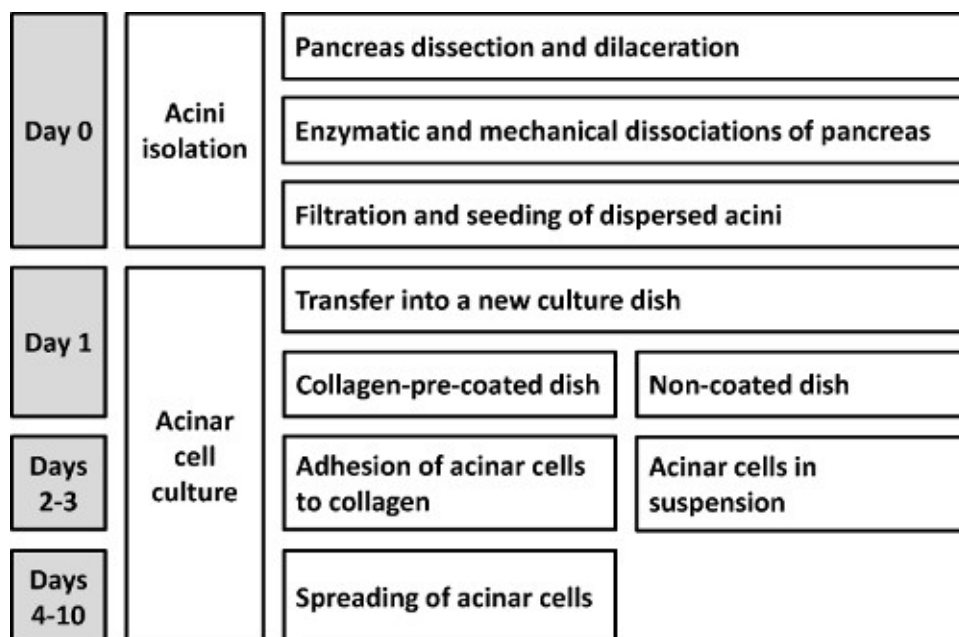 Day 0
Acini
isolation
Pancreas dissection and dilaceration
Enzymatic and mechanical dissociations of pancreas
Filtration and seeding of dispersed acini
Day 1
Acinar
cell
culture
Transfer into a new culture dish
Collagen-pre-coated dish
Non-coated dish
Days
2-3
Adhesion of acinar cells
to collagen
Acinar cells in
suspension
Days
4-10
Spreading of acinar cells